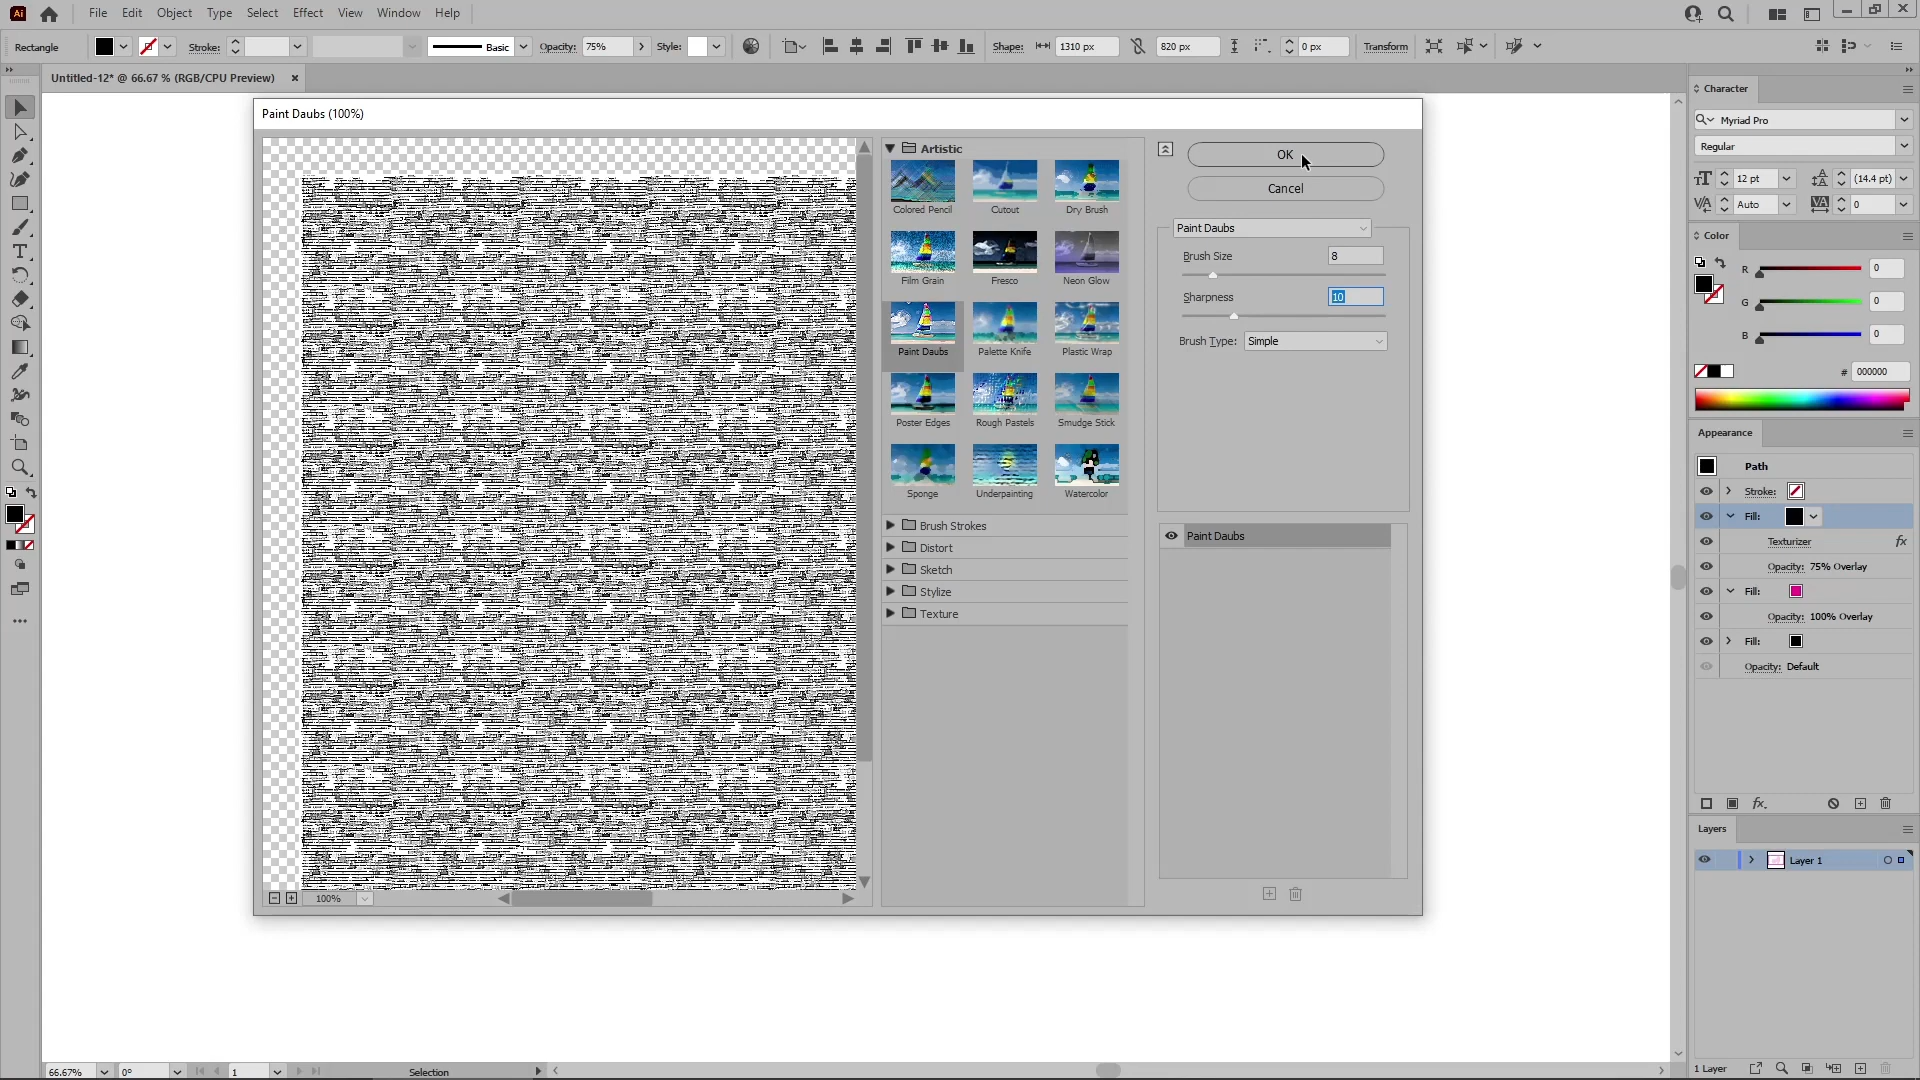 Ai File Edit Object Type Select Effect View Window Help
Rectangle Stroke: Basic Opacity: 75% Style: Shape: 1310 px 820 px 0 px Transform
Untitled-12* @ 66.67 % (RGB/CPU Preview)
Paint Daubs (100%)
Artistic
Colored Pencil Cutout Dry Brush
Film Grain Fresco Neon Glow
Paint Daubs Palette Knife Plastic Wrap
Poster Edges Rough Pastels Smudge Stick
Sponge Underpainting Watercolor
Brush Strokes
Distort
Sketch
Stylize
Texture
100%
OK
Cancel
Paint Daubs
Brush Size 8
Sharpness 10
Brush Type: Simple
Paint Daubs
Character
Myriad Pro
Regular
12 pt (14.4 pt)
Auto 0
Color
R 0
G 0
B 0
# 000000
Appearance
Path
Stroke:
Fill:
Texturizer fx
Opacity: 75% Overlay
Fill:
Opacity: 100% Overlay
Fill:
Opacity: Default
fx.
Layers
Layer 1
1 Layer
66.67% 0° 1 Selection